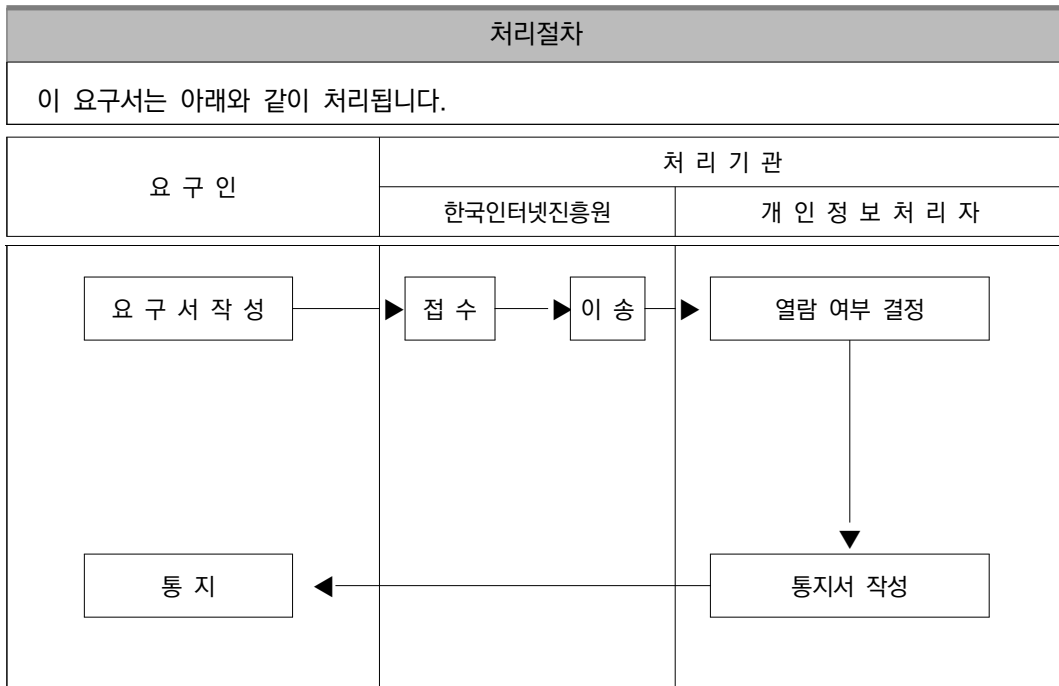 처리절차
이 요구서는 아래와 같이 처리됩니다.
요 구 인
처 리 기 관
한국인터넷진흥원
개 인 정 보 처 리 자
요 구 서 작 성
접 수
이 송
열람 여부 결정
통 지
통지서 작성